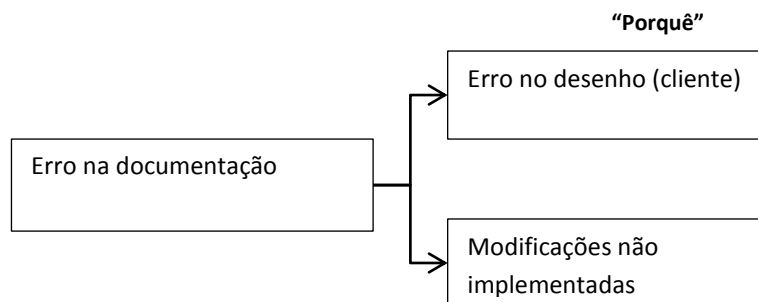 “Porquê”
Erro no desenho (cliente)
Erro na documentação
Modificações não
implementadas